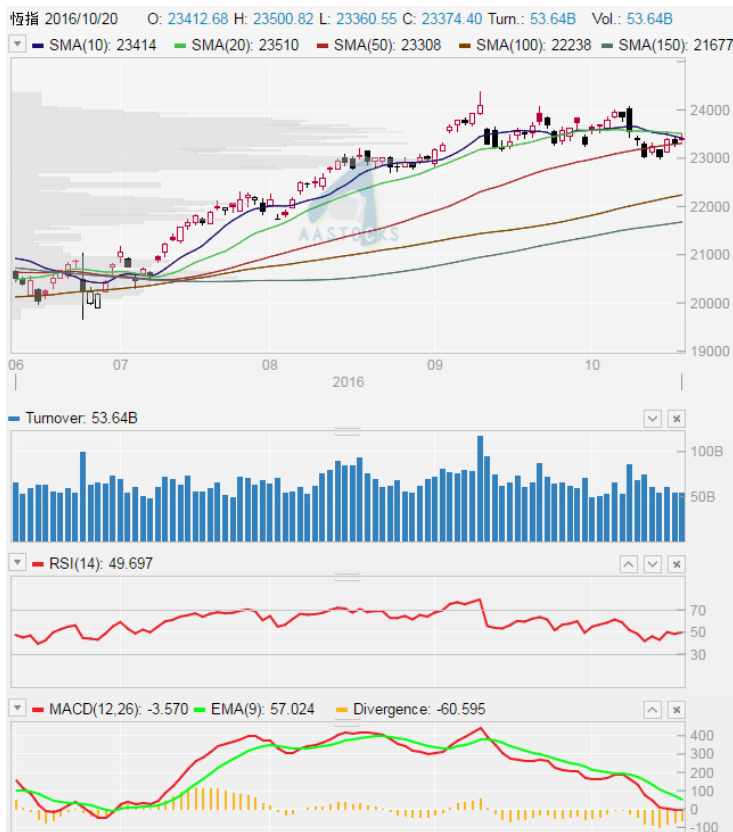 恆指 2016/10/20 O: 23412.68 H: 23500.82 L: 23360.55 C: 23374.40 Turn.: 53.64B Vol.: 53.64B
SMA(10): 23414 SMA(20): 23510 SMA(50): 23308 SMA(100): 22238 SMA(150): 21677
24000
23000
22000
AASTOCKS
21000
20000
19000
06 07 08 09 10
2016
Turnover: 53.64B
100B
50B
RSI(14): 49.697
70
50
30
MACD(12,26): -3.570 EMA(9): 57.024 Divergence: -60.595
400
300
200
100
0
-100